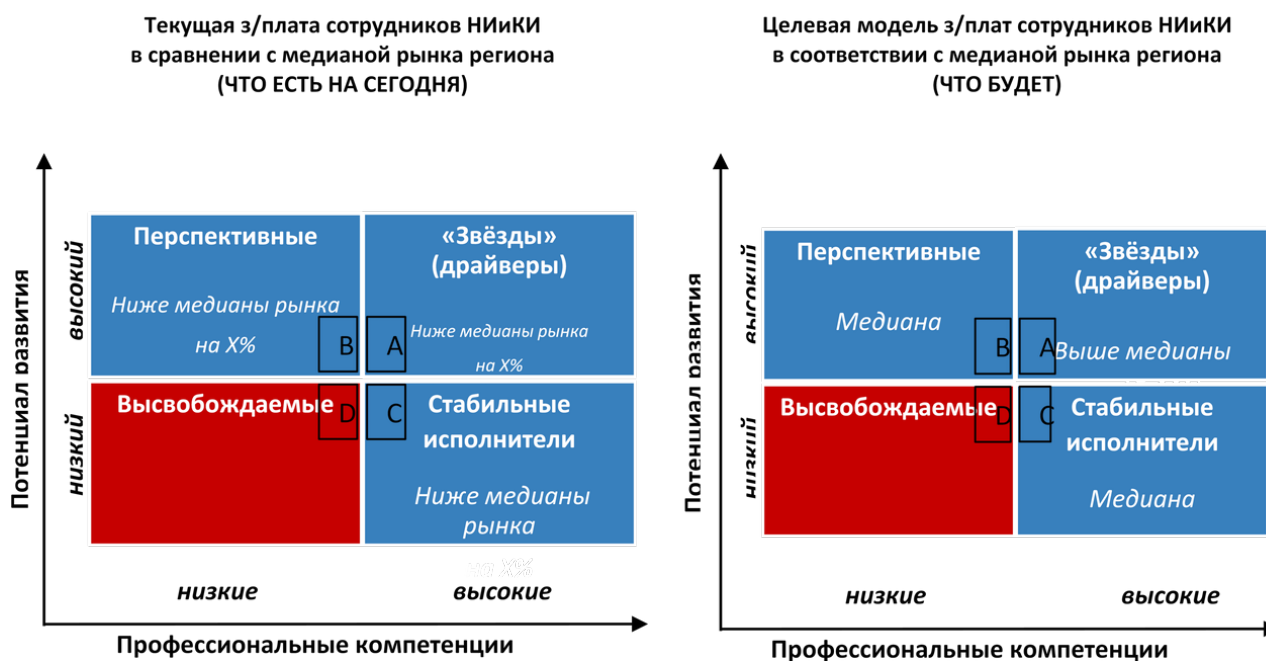 Текущая з/плата сотрудников НИиКИ
в сравнении с медианой рынка региона
(ЧТО ЕСТЬ НА СЕГОДНЯ)
Потенциал развития
высокий
низкий
Перспективные
Ниже медианы рынка
на X%
B
«Звёзды»
(драйверы)
Ниже медианы рынка
на X%
A
Высвобождаемые
D
Стабильные
исполнители
C
Ниже медианы
рынка
на X%
низкие
высокие
Профессиональные компетенции
Целевая модель з/плат сотрудников НИиКИ
в соответствии с медианой рынка региона
(ЧТО БУДЕТ)
Потенциал развития
высокий
низкий
Перспективные
Медиана
B
«Звёзды»
(драйверы)
A
Выше медианы
Высвобождаемые
D
Стабильные
исполнители
C
Медиана
низкие
высокие
Профессиональные компетенции